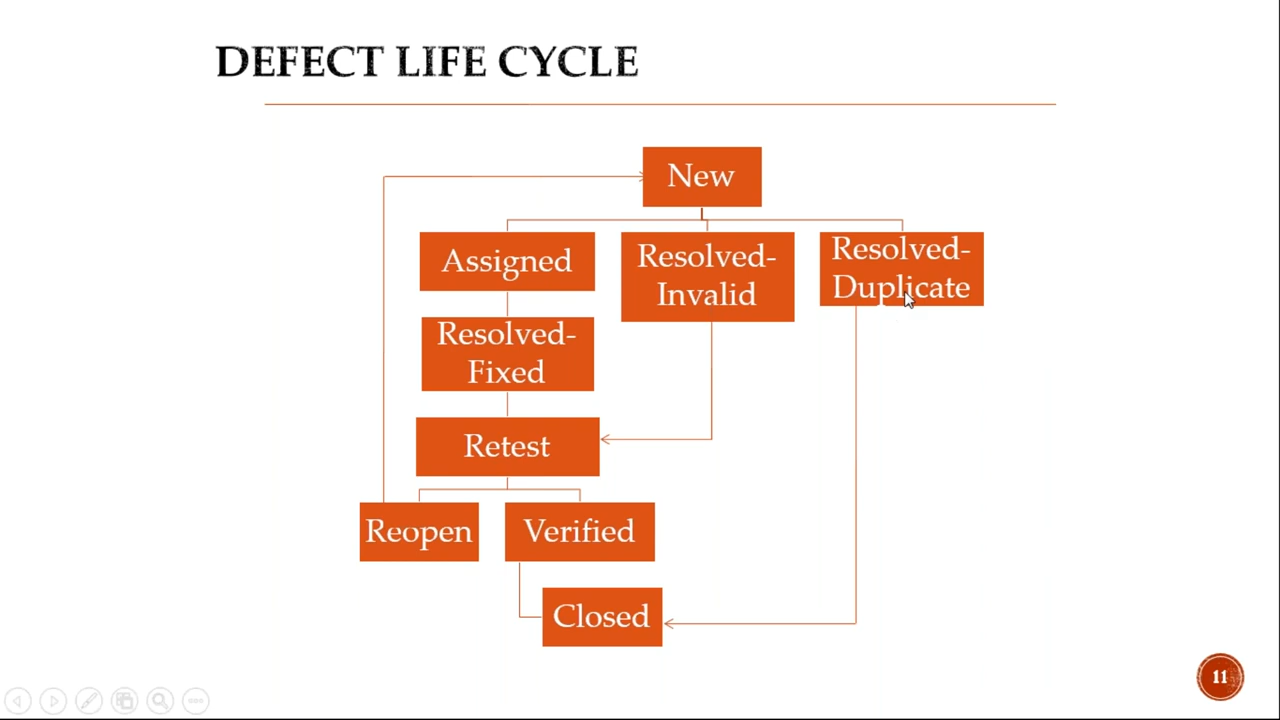 DEFECT LIFE CYCLE
New
Assigned
Resolved-
Invalid
Resolved-
Duplicate
Resolved-
Fixed
Retest
Reopen
Verified
Closed
11